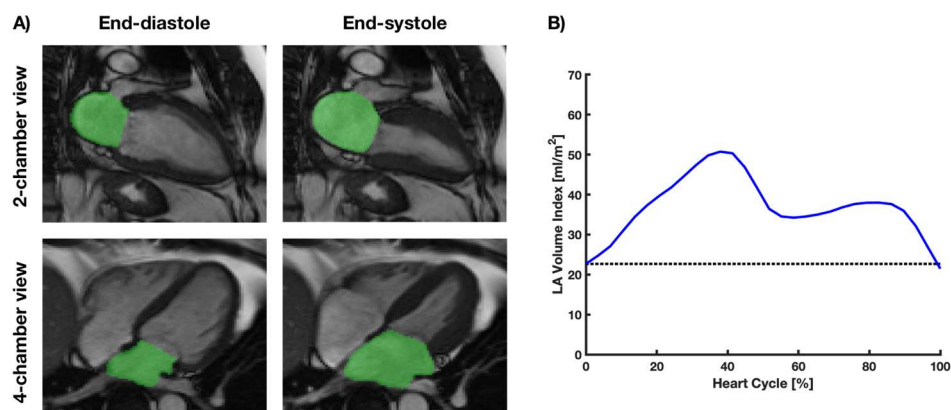 A)
End-diastole
End-systole
2-chamber view
4-chamber view
B)
70
60
50
40
30
20
10
0
LA Volume Index [ml/m²]
0 20 40 60 80 100
Heart Cycle [%]